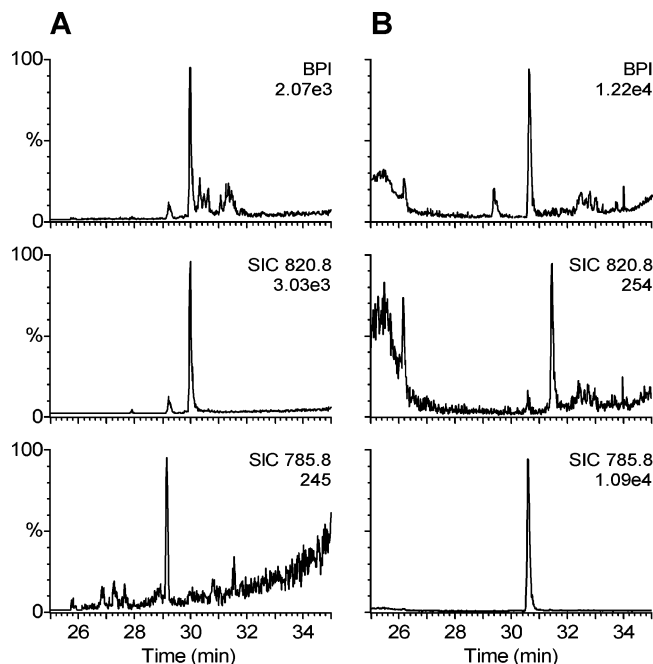 A B
BPI
2.07e3
BPI
1.22e4
100
%
0
SIC 820.8
3.03e3
SIC 820.8
254
100
%
0
SIC 785.8
245
SIC 785.8
1.09e4
100
%
0
26 28 30 32 34 26 28 30 32 34
Time (min) Time (min)